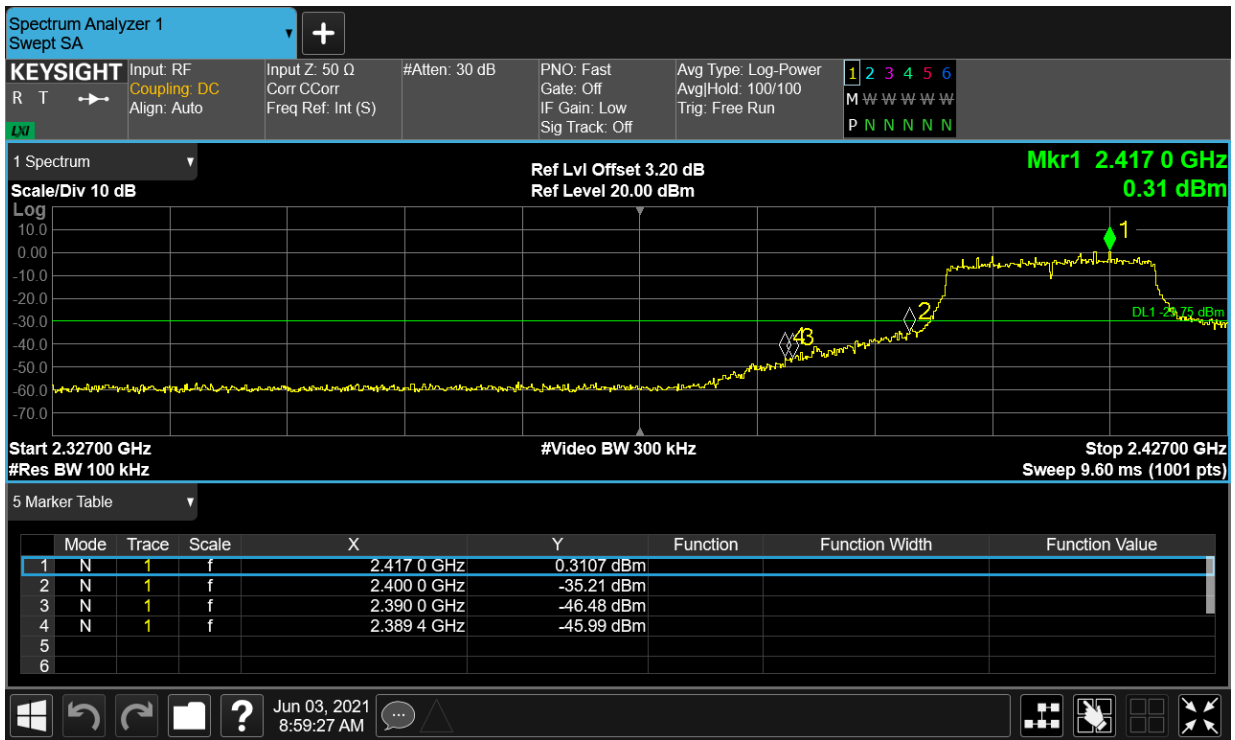 Spectrum Analyzer 1
Swept SA
KEYSIGHT
R T
LXI
Input: RF
Coupling: DC
Align: Auto
Input Z: 50 Ω
Corr CCorr
Freq Ref: Int (S)
#Atten: 30 dB
PNO: Fast
Gate: Off
IF Gain: Low
Sig Track: Off
Avg Type: Log-Power
Avg|Hold: 100/100
Trig: Free Run
1 2 3 4 5 6
M W W W W W
P N N N N N
1 Spectrum
Scale/Div 10 dB
Ref Lvl Offset 3.20 dB
Ref Level 20.00 dBm
Mkr1 2.417 0 GHz
0.31 dBm
Log
10.0
0.00
-10.0
-20.0
-30.0
-40.0
-50.0
-60.0
-70.0
1
2
4 3
Start 2.32700 GHz
#Res BW 100 kHz
#Video BW 300 kHz
Stop 2.42700 GHz
Sweep 9.60 ms (1001 pts)
5 Marker Table
Mode Trace Scale X Y Function Function Width Function Value
1 N 1 f 2.417 0 GHz 0.3107 dBm
2 N 1 f 2.400 0 GHz -35.21 dBm
3 N 1 f 2.390 0 GHz -46.48 dBm
4 N 1 f 2.389 4 GHz -45.99 dBm
5
6
Jun 03, 2021
8:59:27 AM